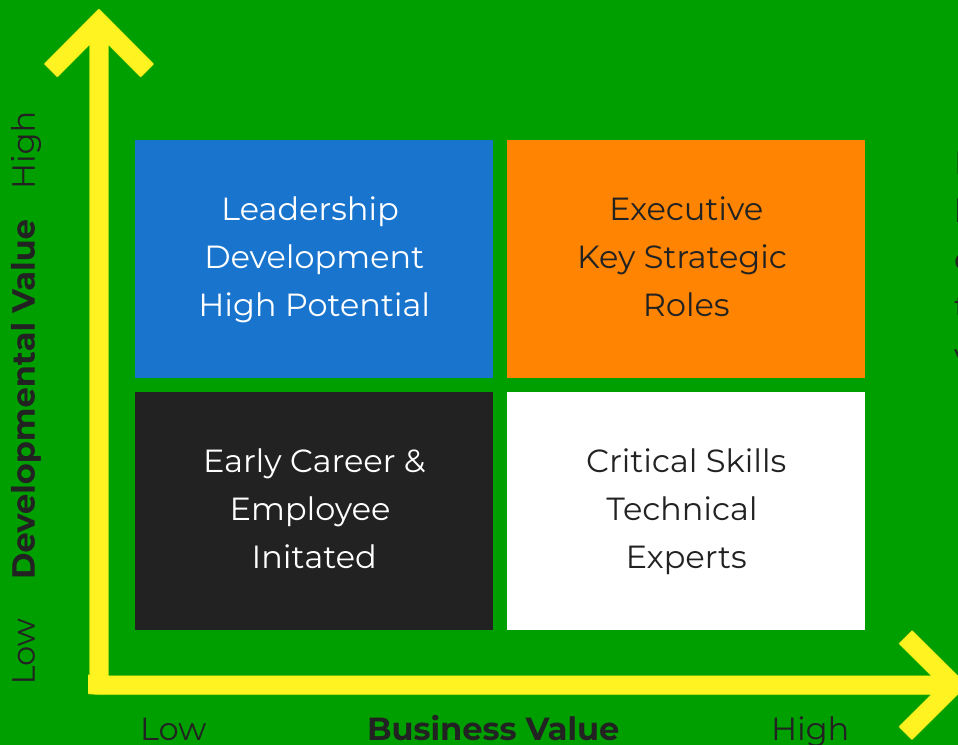 High
Developmental Value
Low
Leadership
Development
High Potential
Executive
Key Strategic
Roles
Early Career &
Employee
Initated
Critical Skills
Technical
Experts
Low
Business Value
High